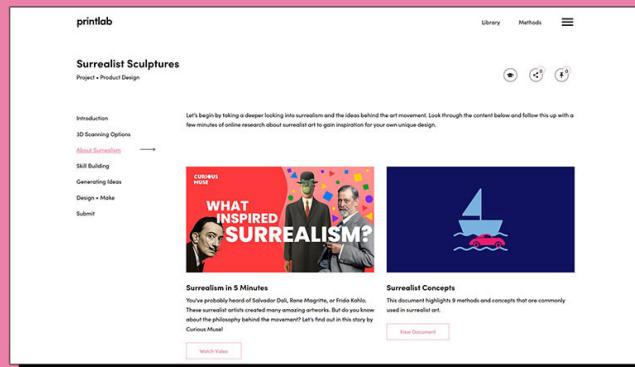 printlab
Library
Methods
Surrealist Sculptures
Project • Product Design
0
0
Introduction
3D Scanning Options
About Surrealism
Skill Building
Generating Ideas
Design + Make
Submit
Let's begin by taking a deeper looking into surrealism and the ideas behind the art movement. Look through the content below and follow this up with a
few minutes of online research about surrealist art to gain inspiration for your own unique design.
CURIOUS
MUSE
WHAT
INSPIRED
SURREALISM?
Surrealism in 5 Minutes
You've probably heard of Salvador Dali, Rene Magritte, or Frida Kahlo.
These surrealist artists created many amazing artworks. But do you know
about the philosophy behind the movement? Let's find out in this story by
Curious Muse!
Watch Video
Surrealist Concepts
This document highlights 9 methods and concepts that are commonly
used in surrealist art.
View Document